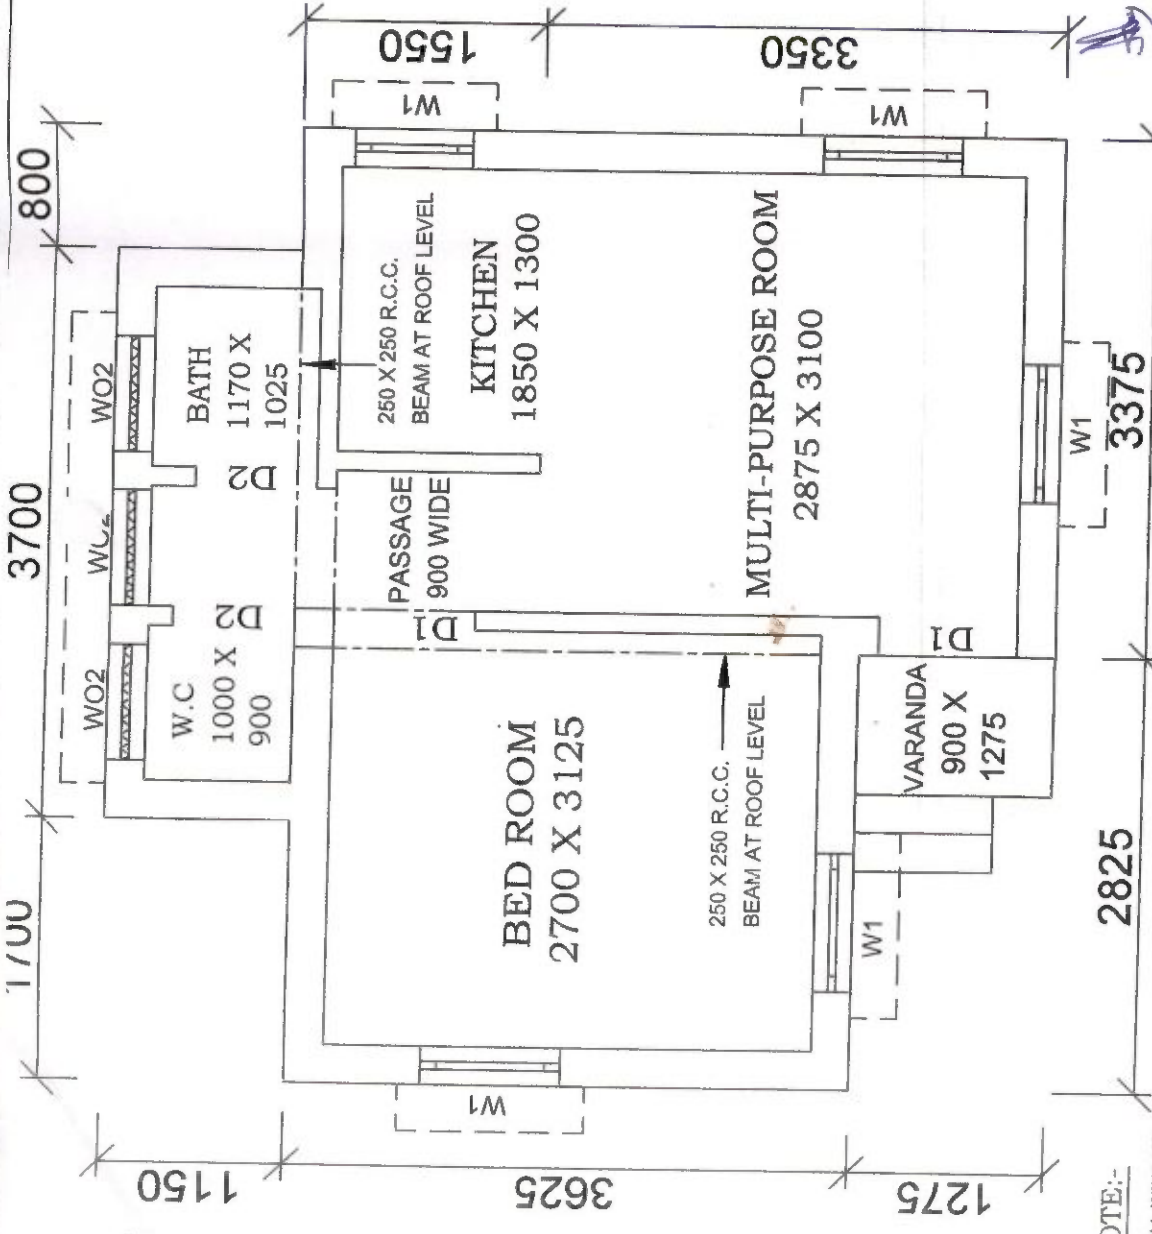 800
3700
1700
1550
3350
W1
W1
WO2
WO2
BATH
1170 X
1025
D2
D2
W.C
1000 X
900
250 X 250 R.C.C.
BEAM AT ROOF LEVEL
KITCHEN
1850 X 1300
PASSAGE
900 WIDE
D1
MULTI-PURPOSE ROOM
2875 X 3100
BED ROOM
2700 X 3125
250 X 250 R.C.C.
BEAM AT ROOF LEVEL
D1
VARANDA
900 X
1275
W1
W1
W1
3375
2825
1150
3625
1275